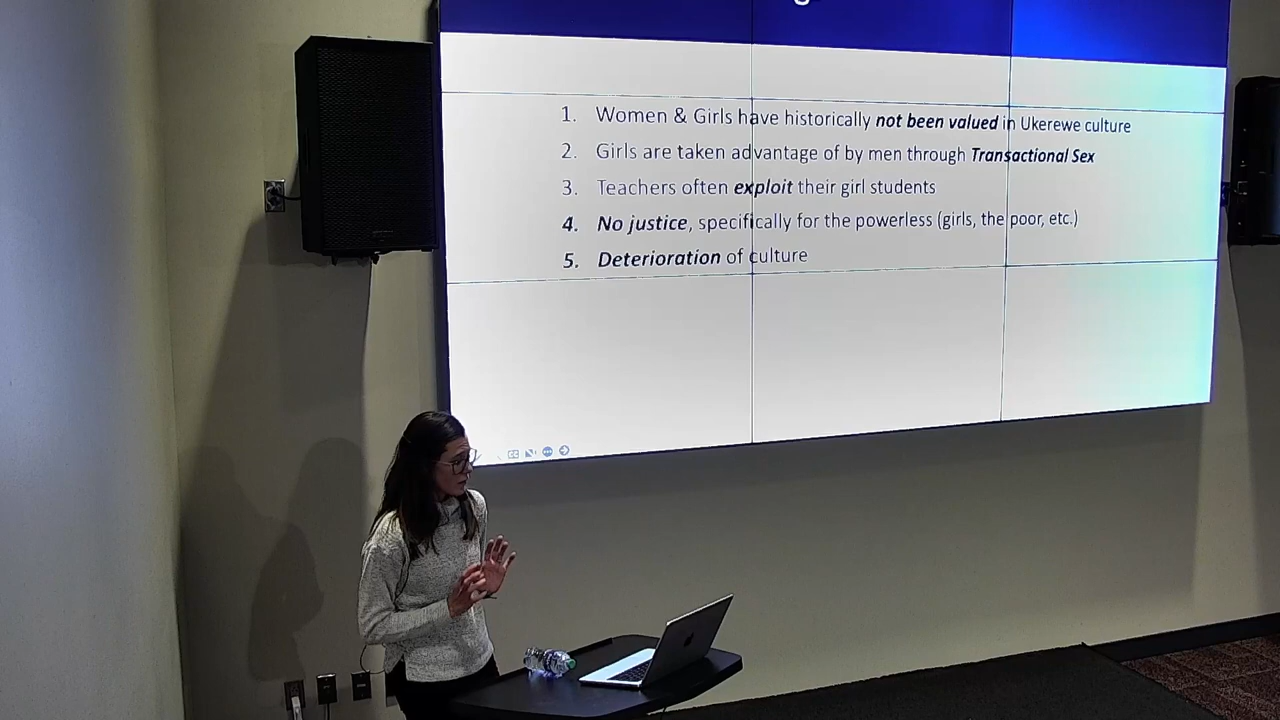 1. Women & Girls have historically not been valued in Ukerewe culture
2. Girls are taken advantage of by men through Transactional Sex
3. Teachers often exploit their girl students
4. No justice, specifically for the powerless (girls, the poor, etc.)
5. Deterioration of culture